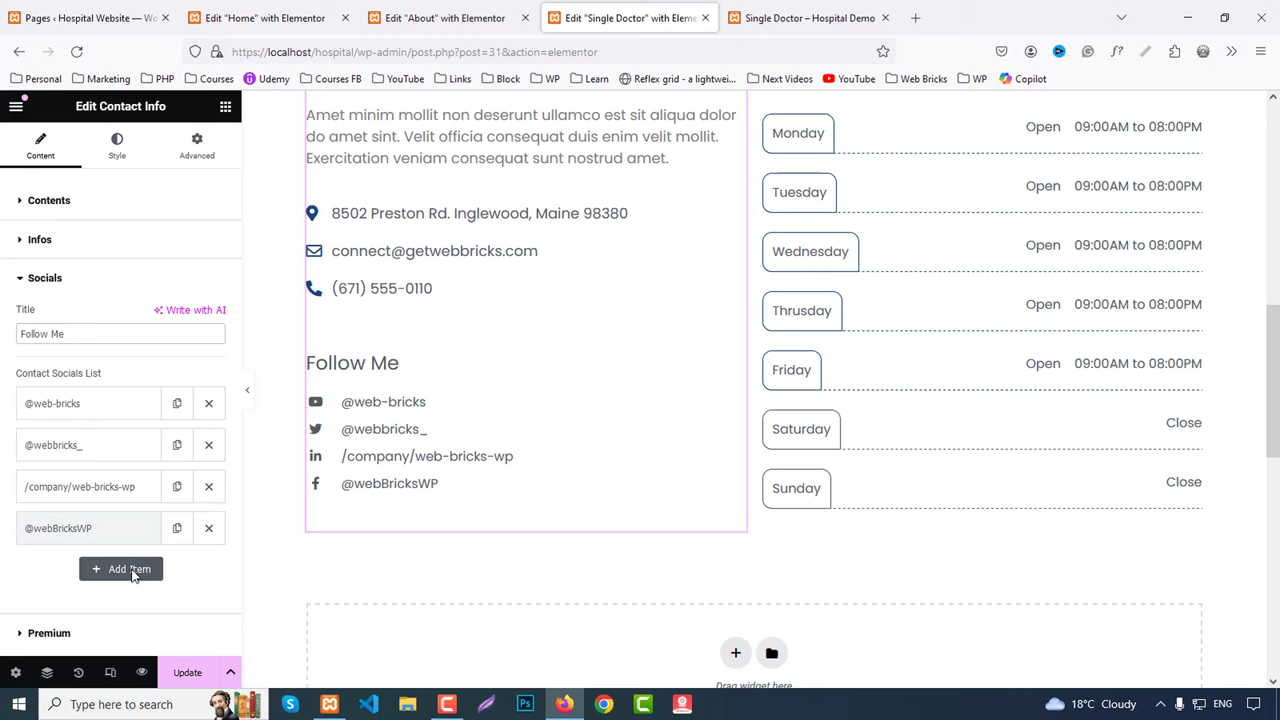 Pages ‹ Hospital Website — Wo
Edit "Home" with Elementor
Edit "About" with Elementor
Edit "Single Doctor" with Eleme
Single Doctor – Hospital Demo
https://localhost/hospital/wp-admin/post.php?post=31&action=elementor
Personal
Marketing
PHP
Courses
Udemy
Courses FB
YouTube
Links
Block
WP
Learn
Reflex grid - a lightwei...
Next Videos
YouTube
Web Bricks
WP
Copilot
Edit Contact Info
Content
Style
Advanced
Contents
Infos
Socials
Title
Write with AI
Follow Me
Contact Socials List
@web-bricks
@webbricks_
/company/web-bricks-wp
@webBricksWP
+ Add Item
Premium
Update
Amet minim mollit non deserunt ullamco est sit aliqua dolor
do amet sint. Velit officia consequat duis enim velit mollit.
Exercitation veniam consequat sunt nostrud amet.
8502 Preston Rd. Inglewood, Maine 98380
connect@getwebbricks.com
(671) 555-0110
Follow Me
@web-bricks
@webbricks_
/company/web-bricks-wp
@webBricksWP
Monday Open 09:00AM to 08:00PM
Tuesday Open 09:00AM to 08:00PM
Wednesday Open 09:00AM to 08:00PM
Thrusday Open 09:00AM to 08:00PM
Friday Open 09:00AM to 08:00PM
Saturday Close
Sunday Close
Drag widget here
Type here to search
18°C Cloudy
ENG